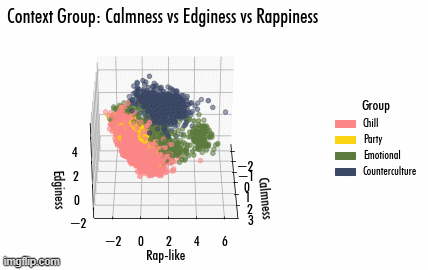 Context Group: Calmness vs Edginess vs Rappiness
Group
Chill
Party
Emotional
Counterculture
4
2
0
−2
Edginess
−2
−1
0
1
2
3
Calmness
−2
0
2
4
6
Rap-like
imgflip.com